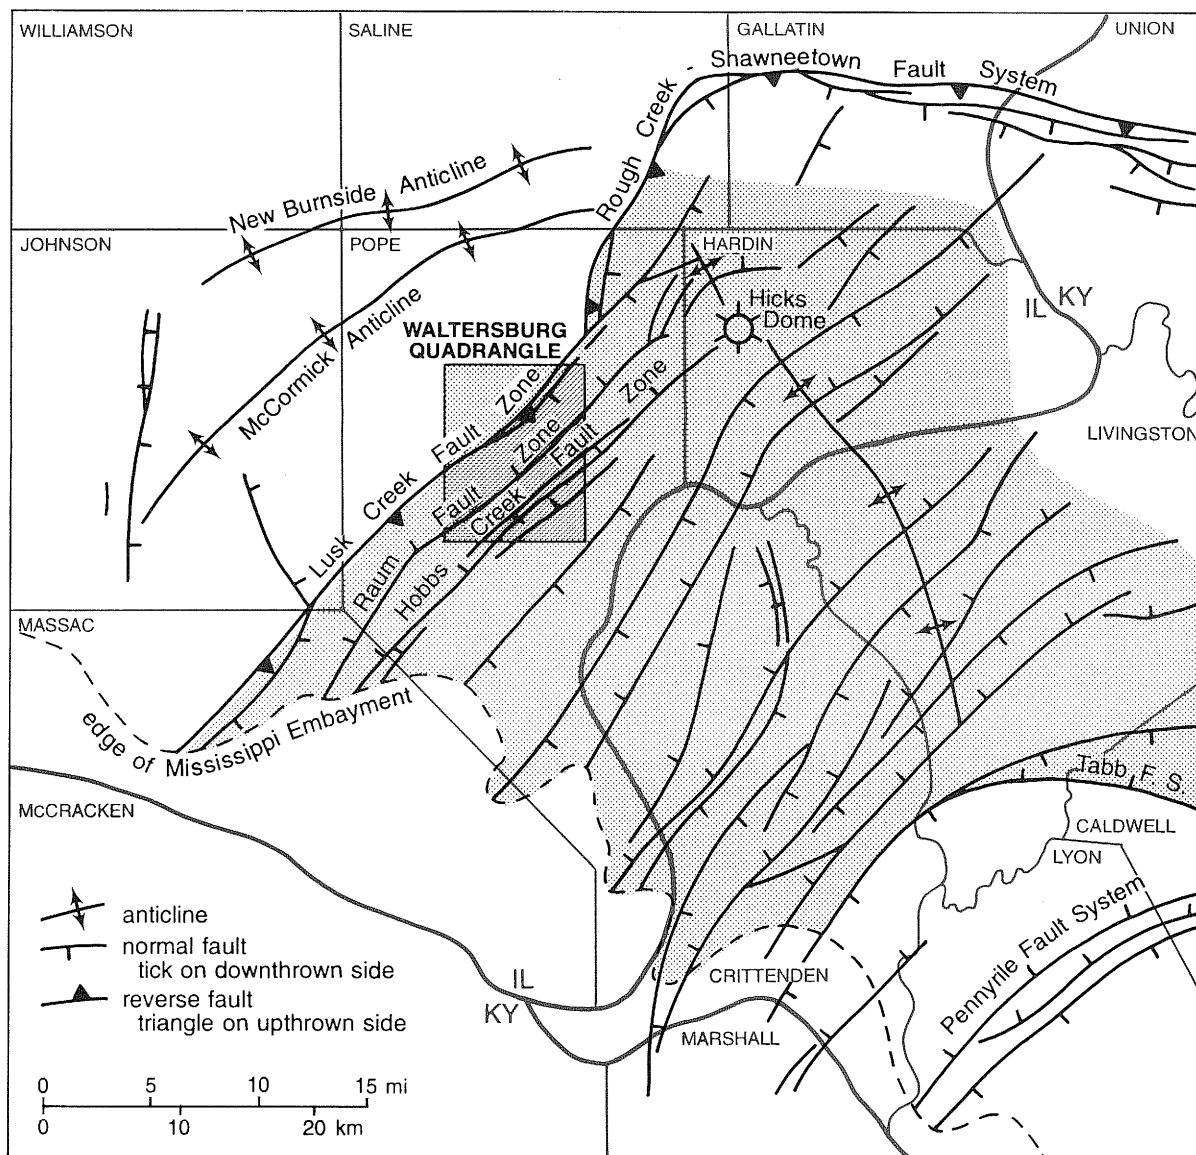 WILLIAMSON
SALINE
GALLATIN
UNION
Shawneetown Fault System
Rough Creek -
New Burnside Anticline
JOHNSON
POPE
HARDIN
McCormick Anticline
Hicks
Dome
IL KY
WALTERSBURG
QUADRANGLE
LIVINGSTON
Lusk Creek Fault Zone
Raum Fault Zone
Hobbs Creek Fault Zone
MASSAC
edge of Mississippi Embayment
Tabb F. S.
McCRACKEN
CALDWELL
LYON
anticline
normal fault
tick on downthrown side
reverse fault
triangle on upthrown side
IL
KY
CRITTENDEN
MARSHALL
Pennyrile Fault System
0 5 10 15 mi
0 10 20 km